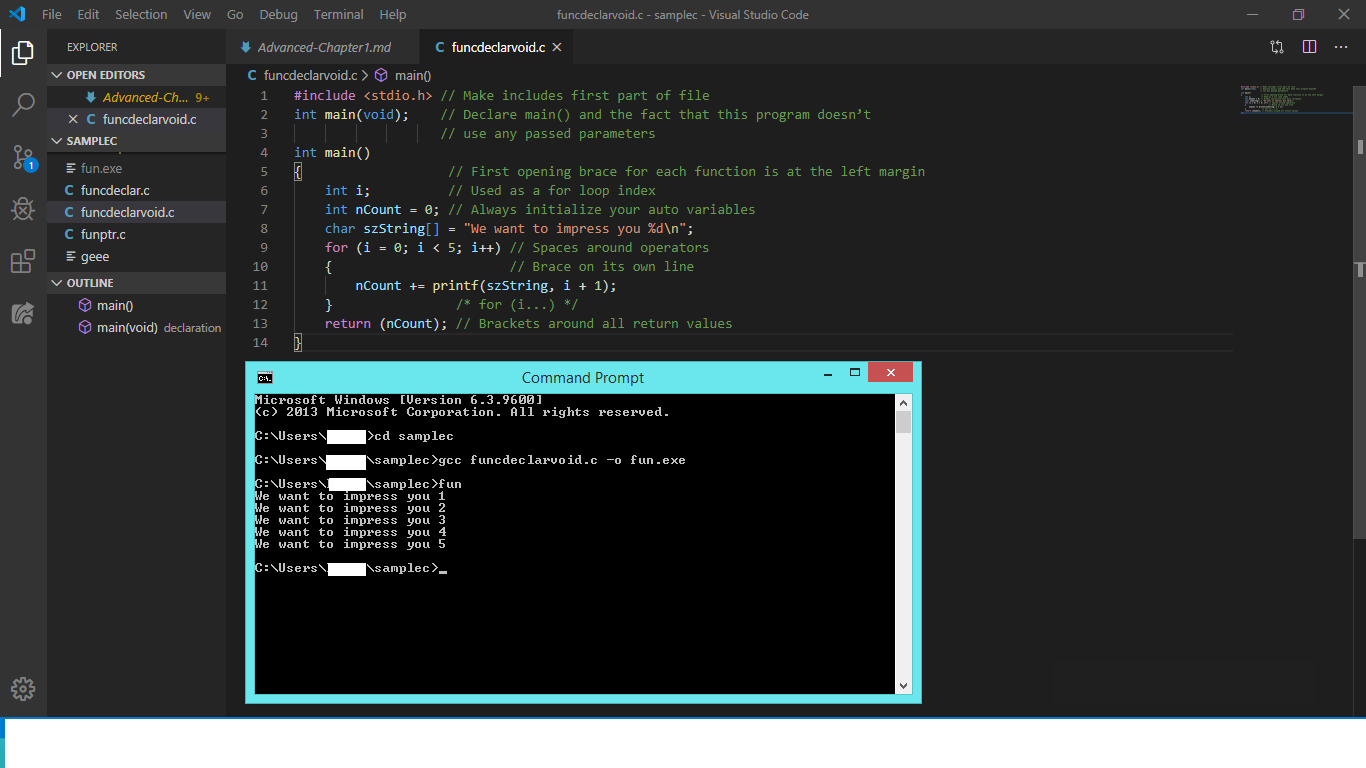 File Edit Selection View Go Debug Terminal Help funcdeclarvoid.c - samplec - Visual Studio Code
EXPLORER
OPEN EDITORS
Advanced-Ch... 9+
funcdeclarvoid.c
SAMPLEC
fun.exe
funcdeclar.c
funcdeclarvoid.c
funptr.c
geee
OUTLINE
main()
main(void) declaration
1
Advanced-Chapter1.md
C funcdeclarvoid.c
C funcdeclarvoid.c > main()
1 #include <stdio.h> // Make includes first part of file
2 int main(void);    // Declare main() and the fact that this program doesn’t
3                    // use any passed parameters
4 int main()
5 {                   // First opening brace for each function is at the left margin
6     int i;          // Used as a for loop index
7     int nCount = 0; // Always initialize your auto variables
8     char szString[] = "We want to impress you %d\n";
9     for (i = 0; i < 5; i++) // Spaces around operators
10     {                       // Brace on its own line
11         nCount += printf(szString, i + 1);
12     }                /* for (i...) */
13     return (nCount); // Brackets around all return values
14 }
C:\.
Command Prompt
Microsoft Windows [Version 6.3.9600]
(c) 2013 Microsoft Corporation. All rights reserved.
C:\Users\ >cd samplec
C:\Users\ \samplec>gcc funcdeclarvoid.c -o fun.exe
C:\Users\ \samplec>fun
We want to impress you 1
We want to impress you 2
We want to impress you 3
We want to impress you 4
We want to impress you 5
C:\Users\ \samplec>_